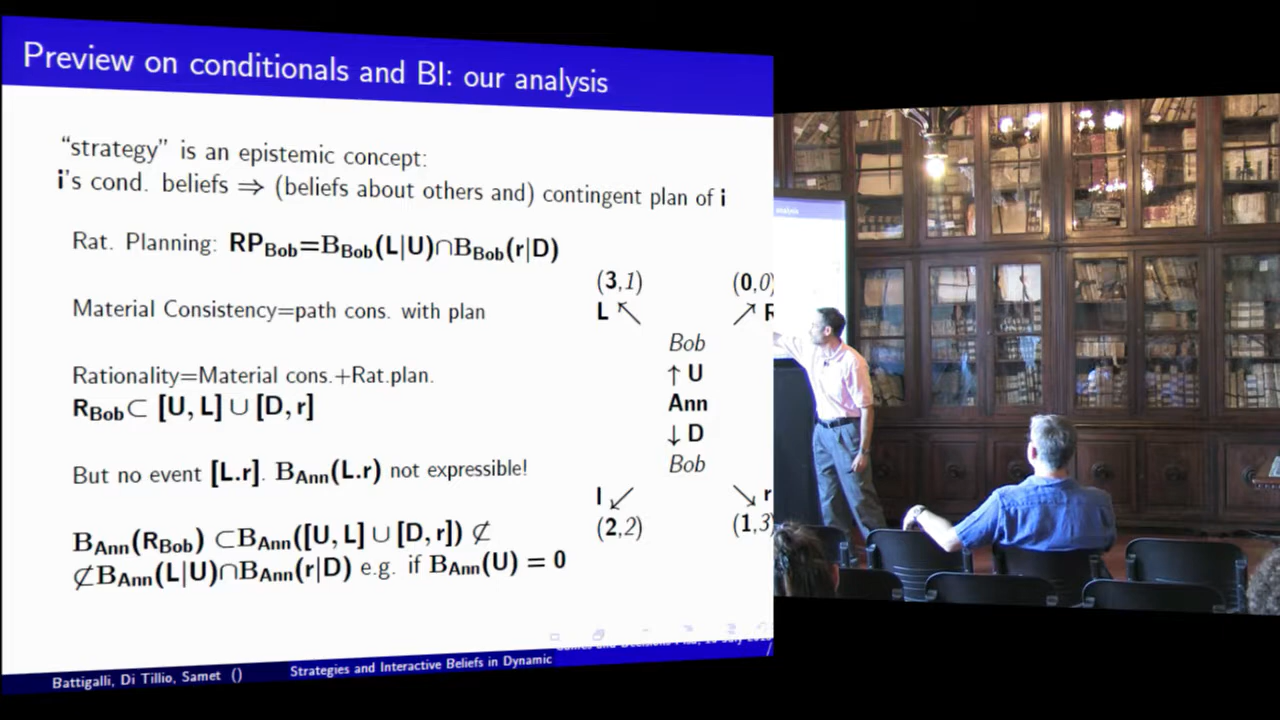 Preview on conditionals and BI: our analysis
“strategy” is an epistemic concept:
i's cond. beliefs ⇒ (beliefs about others and) contingent plan of i
Rat. Planning: RP_Bob=B_Bob(L|U)∩B_Bob(r|D)
(3,1) (0,0)
Material Consistency=path cons. with plan
L ↖ ↗ R
Bob
Rationality=Material cons.+Rat.plan.
↑ U
R_Bob⊂ [U, L] ∪ [D, r]
Ann
↓ D
But no event [L.r]. B_Ann(L.r) not expressible!
Bob
l ↙ ↘ r
(2,2) (1,3)
B_Ann(R_Bob) ⊂B_Ann([U, L] ∪ [D, r]) ⊄
⊄B_Ann(L|U)∩B_Ann(r|D) e.g. if B_Ann(U) = 0
Battigalli, Di Tillio, Samet () Strategies and Interactive Beliefs in Dynamic
analysis